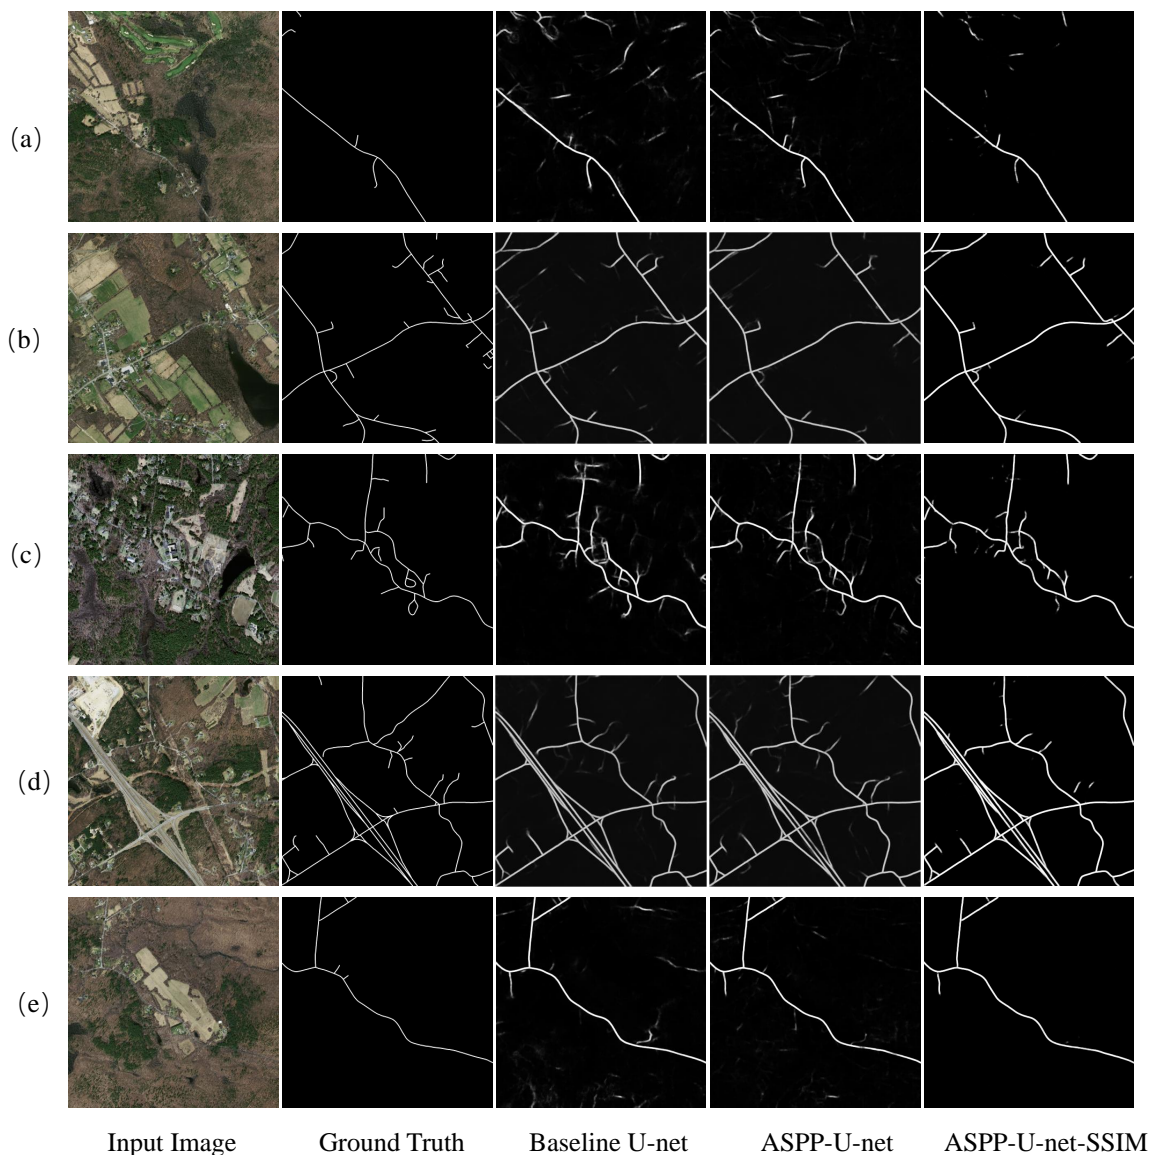 (a)
(b)
(c)
(d)
(e)
Input Image Ground Truth Baseline U-net ASPP-U-net ASPP-U-net-SSIM